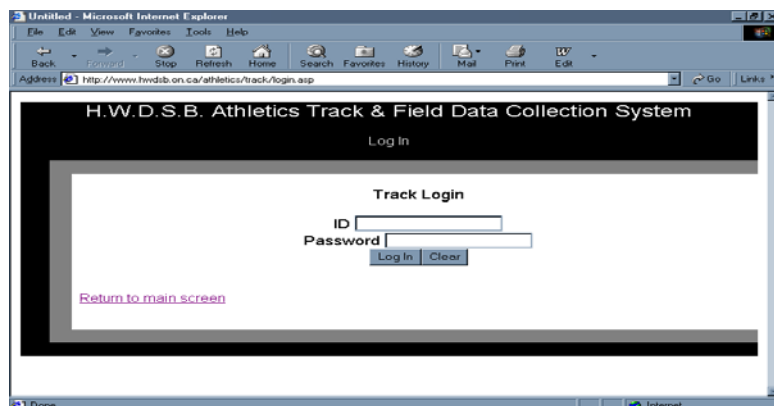 Untitled - Microsoft Internet Explorer
File Edit View Favorites Tools Help
Back Forward Stop Refresh Home Search Favorites History Mail Print Edit
Address http://www.hwdsb.on.ca/athletics/track/login.asp Go Links
H.W.D.S.B. Athletics Track & Field Data Collection System
Log In
Track Login
ID
Password
Log In Clear
Return to main screen
Done Internet